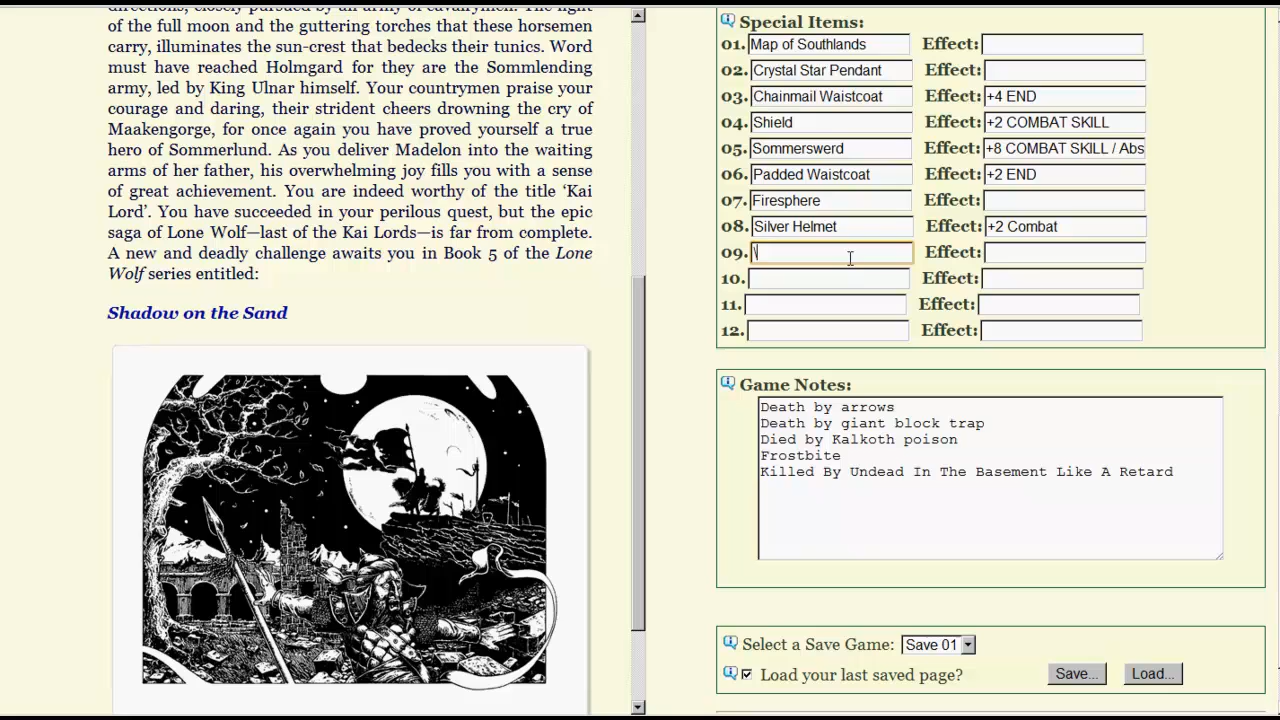 directions, closely pursued by an army of cavalrymen. The light
of the full moon and the guttering torches that these horsemen
carry, illuminates the sun-crest that bedecks their tunics. Word
must have reached Holmgard for they are the Sommlending
army, led by King Ulnar himself. Your countrymen praise your
courage and daring, their strident cheers drowning the cry of
Maakengorge, for once again you have proved yourself a true
hero of Sommerlund. As you deliver Madelon into the waiting
arms of her father, his overwhelming joy fills you with a sense
of great achievement. You are indeed worthy of the title ‘Kai
Lord’. You have succeeded in your perilous quest, but the epic
saga of Lone Wolf—last of the Kai Lords—is far from complete.
A new and deadly challenge awaits you in Book 5 of the Lone
Wolf series entitled:
Shadow on the Sand
Special Items:
01. Map of Southlands Effect:
02. Crystal Star Pendant Effect:
03. Chainmail Waistcoat Effect: +4 END
04. Shield Effect: +2 COMBAT SKILL
05. Sommerswerd Effect: +8 COMBAT SKILL / Abs
06. Padded Waistcoat Effect: +2 END
07. Firesphere Effect:
08. Silver Helmet Effect: +2 Combat
09. \ Effect:
10. Effect:
11. Effect:
12. Effect:
Game Notes:
Death by arrows
Death by giant block trap
Died by Kalkoth poison
Frostbite
Killed By Undead In The Basement Like A Retard
Select a Save Game: Save 01
Load your last saved page? Save... Load...